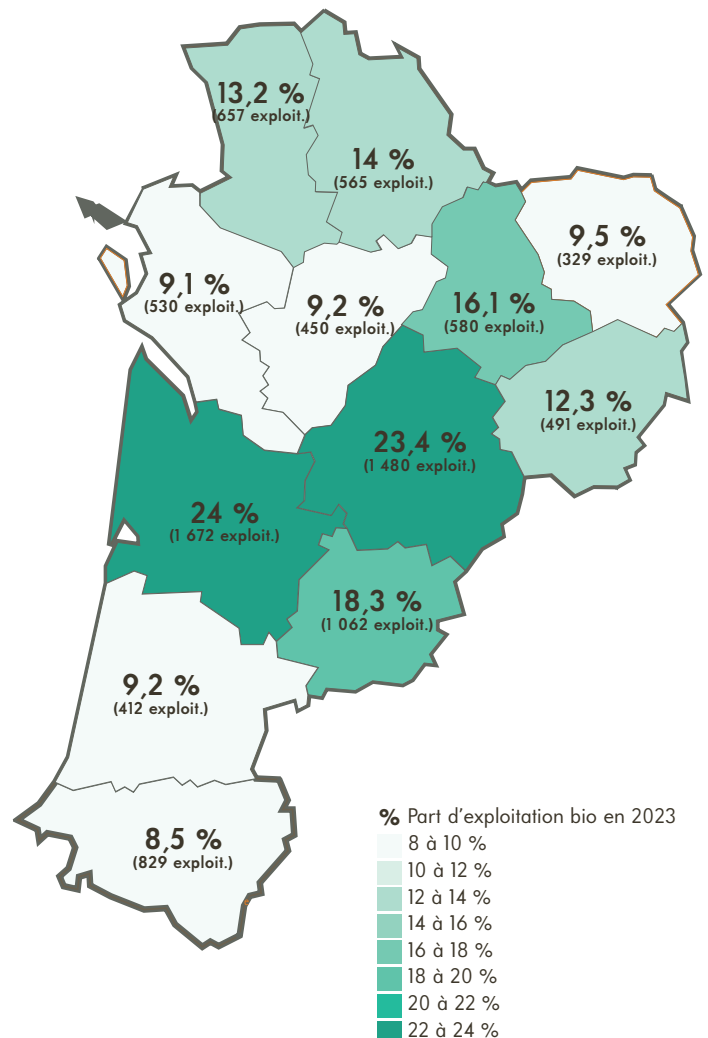 13,2 %
(657 exploit.)
14 %
(565 exploit.)
9,5 %
(329 exploit.)
9,1 %
(530 exploit.)
9,2 %
(450 exploit.)
16,1 %
(580 exploit.)
12,3 %
(491 exploit.)
23,4 %
(1 480 exploit.)
24 %
(1 672 exploit.)
18,3 %
(1 062 exploit.)
9,2 %
(412 exploit.)
8,5 %
(829 exploit.)
% Part d'exploitation bio en 2023
8 à 10 %
10 à 12 %
12 à 14 %
14 à 16 %
16 à 18 %
18 à 20 %
20 à 22 %
22 à 24 %